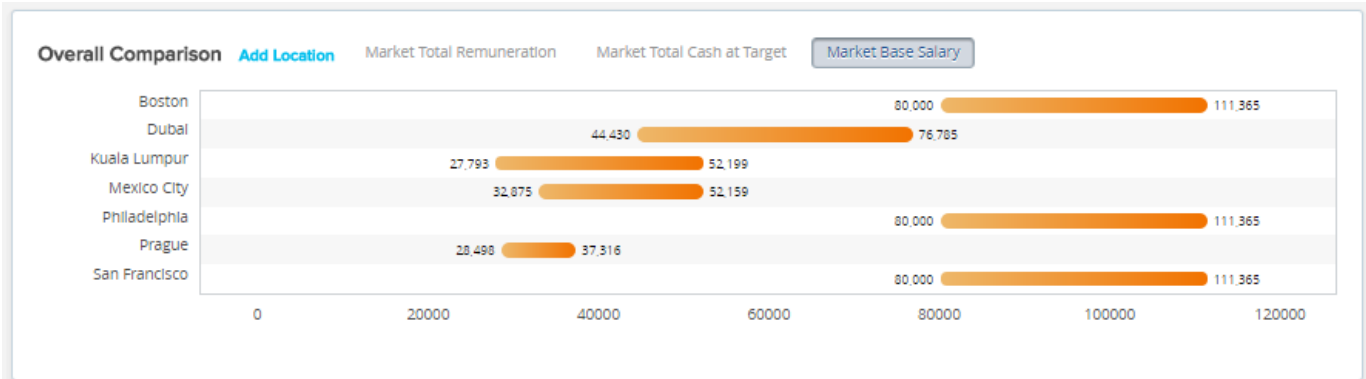 Overall Comparison Add Location Market Total Remuneration Market Total Cash at Target Market Base Salary
Boston 80,000 111,365
Dubai 44,430 76,785
Kuala Lumpur 27,793 52,199
Mexico City 32,875 52,159
Philadelphia 80,000 111,365
Prague 28,498 37,316
San Francisco 80,000 111,365
0 20000 40000 60000 80000 100000 120000